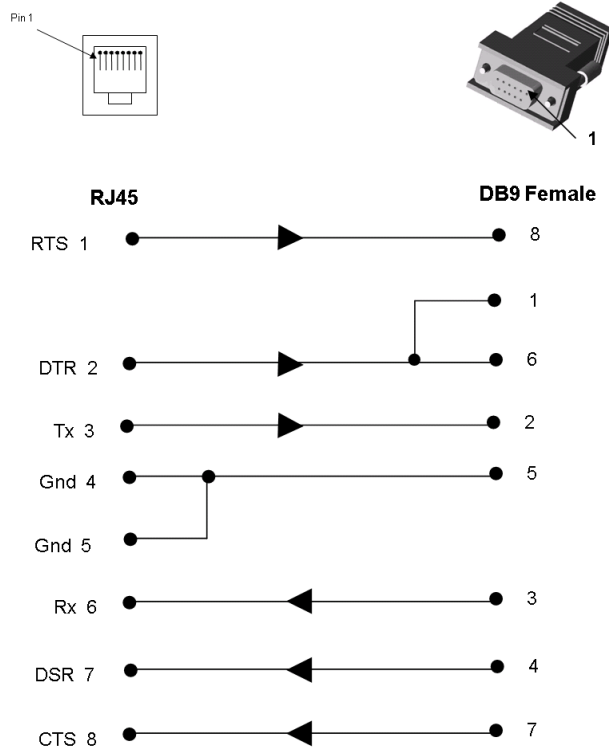 Pin 1
1
RJ45 DB9 Female
RTS 1 8
1
DTR 2 6
Tx 3 2
Gnd 4 5
Gnd 5
Rx 6 3
DSR 7 4
CTS 8 7